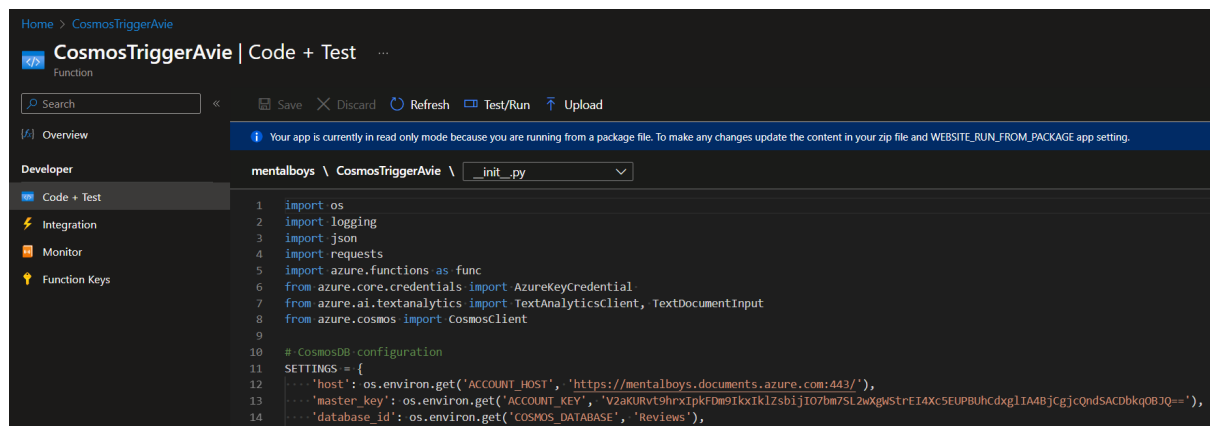 Home > CosmosTriggerAvie
CosmosTriggerAvie | Code + Test ...
Function
Search «
Save Discard Refresh Test/Run Upload
Overview
Your app is currently in read only mode because you are running from a package file. To make any changes update the content in your zip file and WEBSITE_RUN_FROM_PACKAGE app setting.
Developer
mentalboys \ CosmosTriggerAvie \ __init__.py
Code + Test
Integration
Monitor
Function Keys
1 import os
2 import logging
3 import json
4 import requests
5 import azure.functions as func
6 from azure.core.credentials import AzureKeyCredential
7 from azure.ai.textanalytics import TextAnalyticsClient, TextDocumentInput
8 from azure.cosmos import CosmosClient
9
10 # CosmosDB configuration
11 SETTINGS = {
12 'host': os.environ.get('ACCOUNT_HOST', 'https://mentalboys.documents.azure.com:443/'),
13 'master_key': os.environ.get('ACCOUNT_KEY', '
14 'database_id': os.environ.get('COSMOS_DATABASE', 'Reviews'),